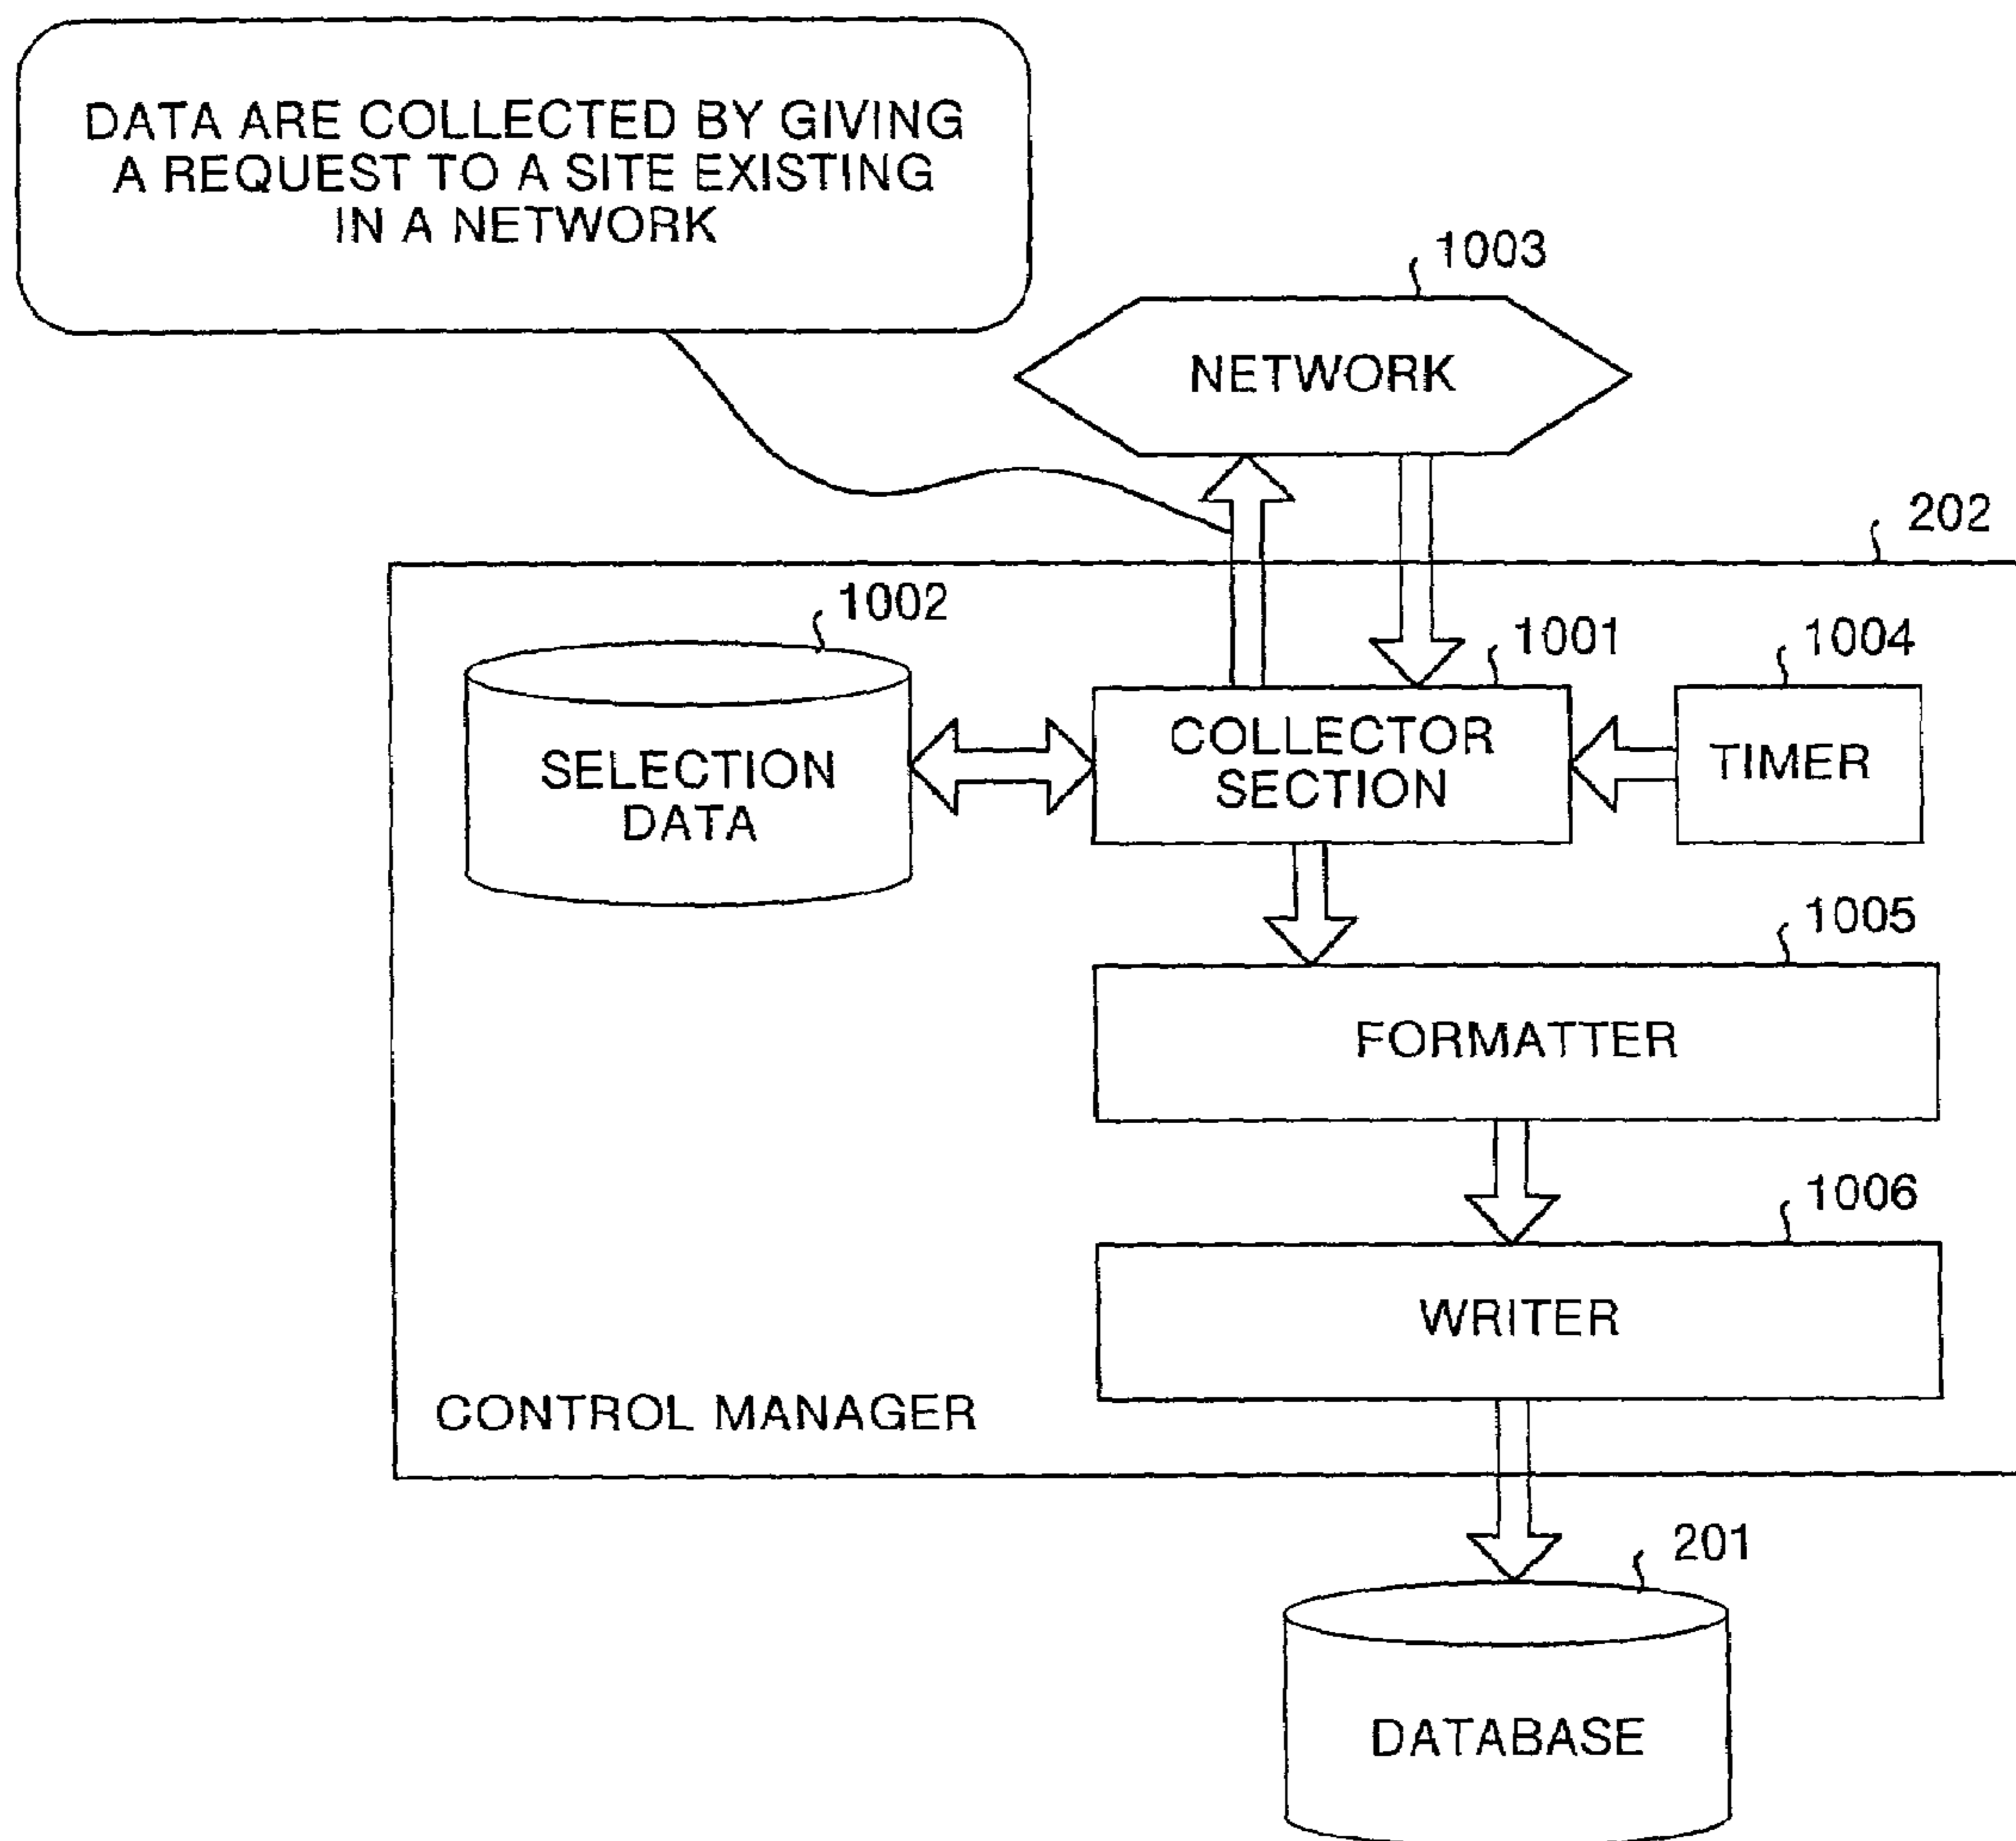 DATA ARE COLLECTED BY GIVING
A REQUEST TO A SITE EXISTING
IN A NETWORK
1003
NETWORK
202
1002
1001
1004
SELECTION
DATA
COLLECTOR
SECTION
TIMER
1005
FORMATTER
1006
WRITER
CONTROL MANAGER
201
DATABASE